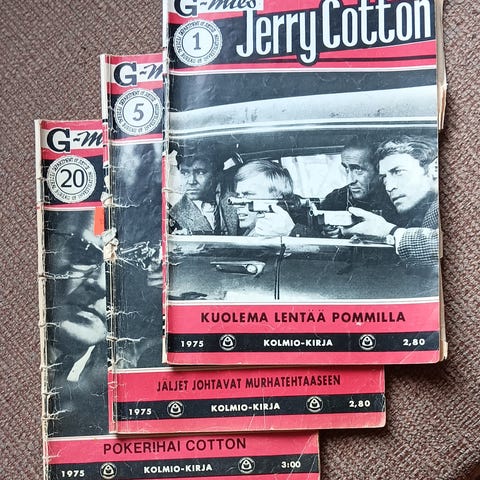 G-mies
Jerry Cotton
1
KUOLEMA LENTÄÄ POMMILLA
1975 KOLMIO-KIRJA 2,80
G-m
5
JÄLJET JOHTAVAT MURHATEHTAASEEN
1975 KOLMIO-KIRJA 2,80
G-m
20
POKERIHAI COTTON
1975 KOLMIO-KIRJA 3:00